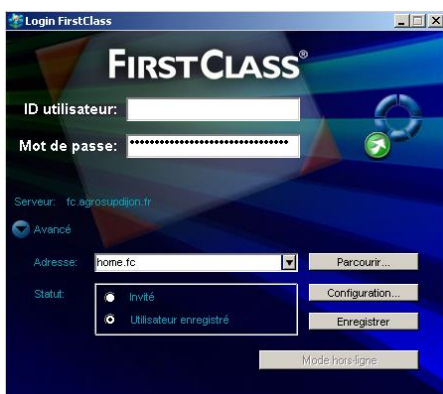 Login FirstClass
FIRSTCLASS®
ID utilisateur:
Mot de passe: ••••••••••••••••••••••••••••••••
Serveur: fc.agrosupdijon.fr
Avancé
Adresse: home.fc Parcourir...
Statut: Invité Configuration...
Utilisateur enregistré Enregistrer
Mode hors-ligne